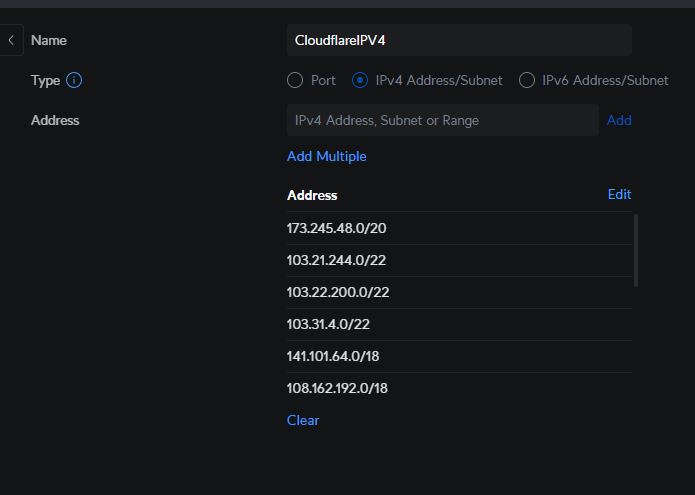 Name CloudflareIPV4
Type Port IPv4 Address/Subnet IPv6 Address/Subnet
Address IPv4 Address, Subnet or Range Add
Add Multiple
Address Edit
173.245.48.0/20
103.21.244.0/22
103.22.200.0/22
103.31.4.0/22
141.101.64.0/18
108.162.192.0/18
Clear